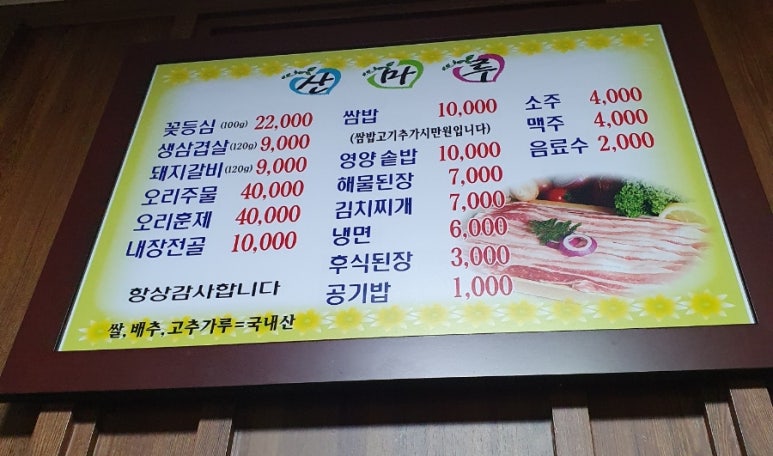 산마루
꽃등심 (100g) 22,000
생삼겹살 (120g) 9,000
돼지갈비 (120g) 9,000
오리주물 40,000
오리훈제 40,000
내장전골 10,000
항상감사합니다
쌈밥 10,000
(쌈밥고기추가시만원입니다)
영양솥밥 10,000
해물된장 7,000
김치찌개 7,000
냉면 6,000
후식된장 3,000
공기밥 1,000
소주 4,000
맥주 4,000
음료수 2,000
쌀, 배추, 고추가루=국내산